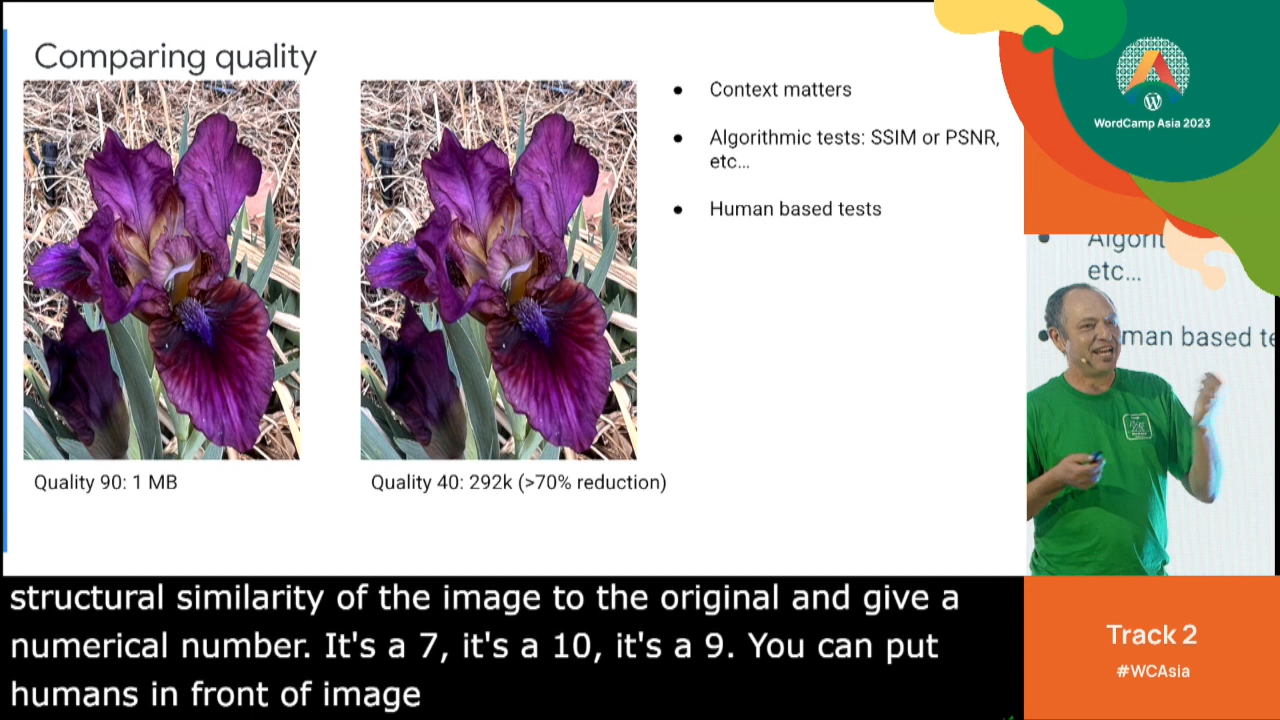 Comparing quality
Context matters
Algorithmic tests: SSIM or PSNR,
etc...
Human based tests
Quality 90: 1 MB
Quality 40: 292k (>70% reduction)
WordCamp Asia 2023
Algorit
etc...
man based te
structural similarity of the image to the original and give a
numerical number. It's a 7, it's a 10, it's a 9. You can put
humans in front of image
Track 2
#WCAsia